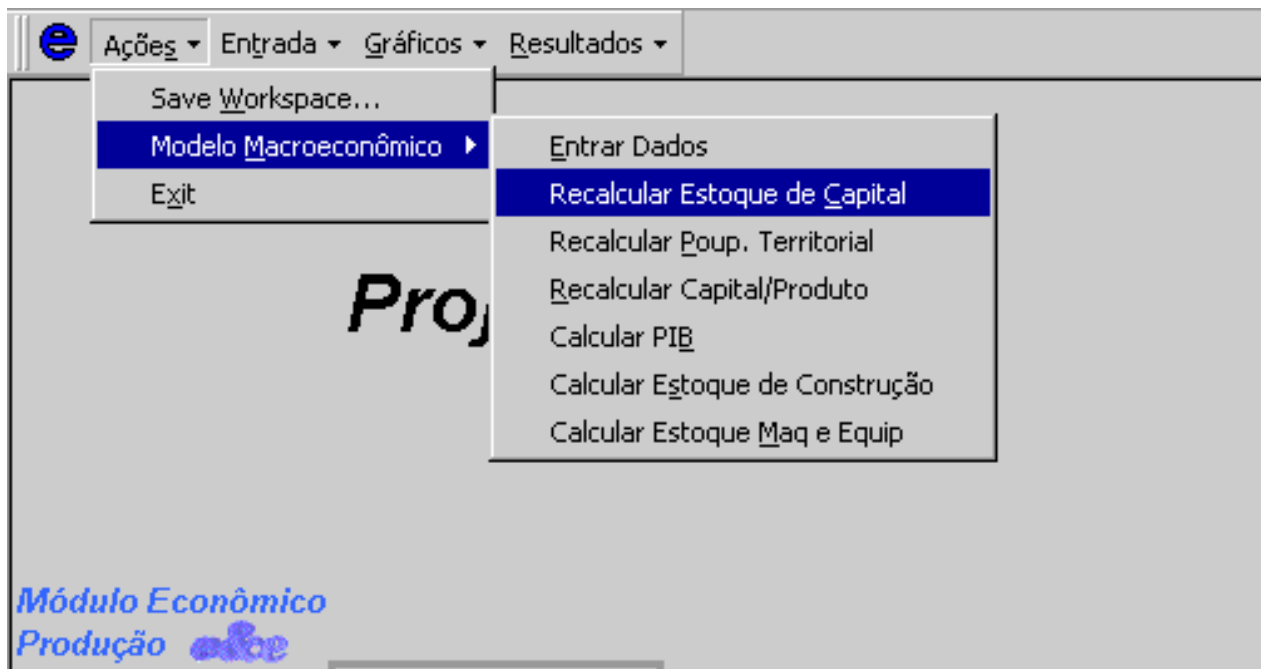 e Ações Entrada Gráficos Resultados
Save Workspace...
Modelo Macroeconômico
Exit
Entrar Dados
Recalcular Estoque de Capital
Recalcular Poup. Territorial
Recalcular Capital/Produto
Calcular PIB
Calcular Estoque de Construção
Calcular Estoque Maq e Equip
Módulo Econômico
Produção